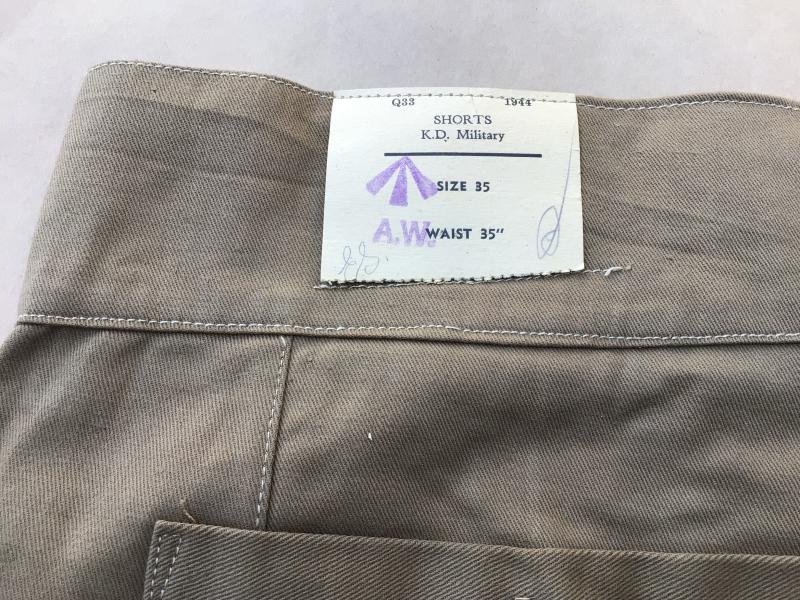 Q33 1944
SHORTS
K.D. Military
SIZE 35
A.W. WAIST 35"